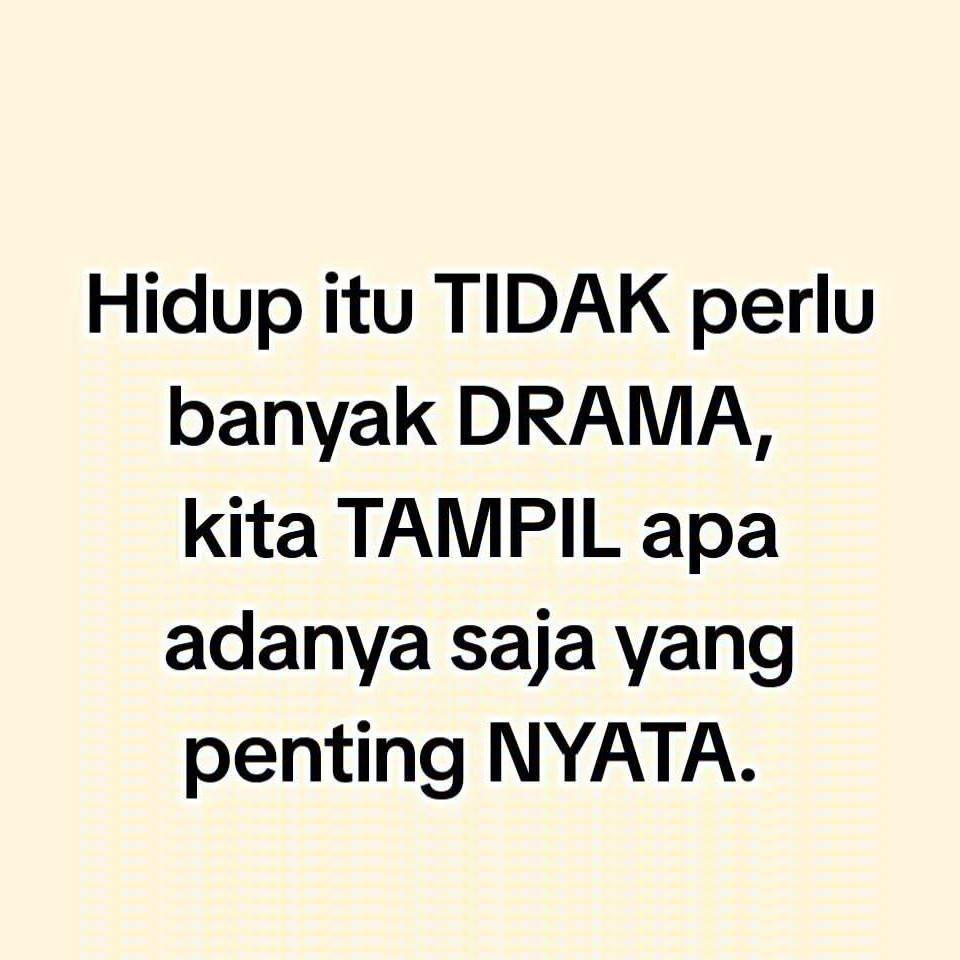 Hidup itu TIDAK perlu
banyak DRAMA,
kita TAMPIL apa
adanya saja yang
penting NYATA.